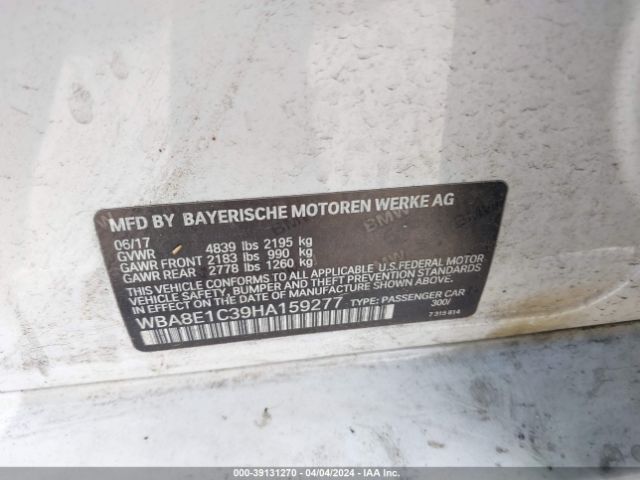 MFD BY BAYERISCHE MOTOREN WERKE AG
06/17
GVWR 4839 lbs 2195 kg
GAWR FRONT 2183 lbs 990 kg
GAWR REAR 2778 lbs 1260 kg
THIS VEHICLE CONFORMS TO ALL APPLICABLE U.S.FEDERAL MOTOR
VEHICLE SAFETY, BUMPER AND THEFT PREVENTION STANDARDS
IN EFFECT ON THE DATE OF MANUFACTURE SHOWN ABOVE.
WBA8E1C39HA159277 TYPE: PASSENGER CAR
300/
7 315 814
BMW
000-39131270 - 04/04/2024 - IAA Inc.